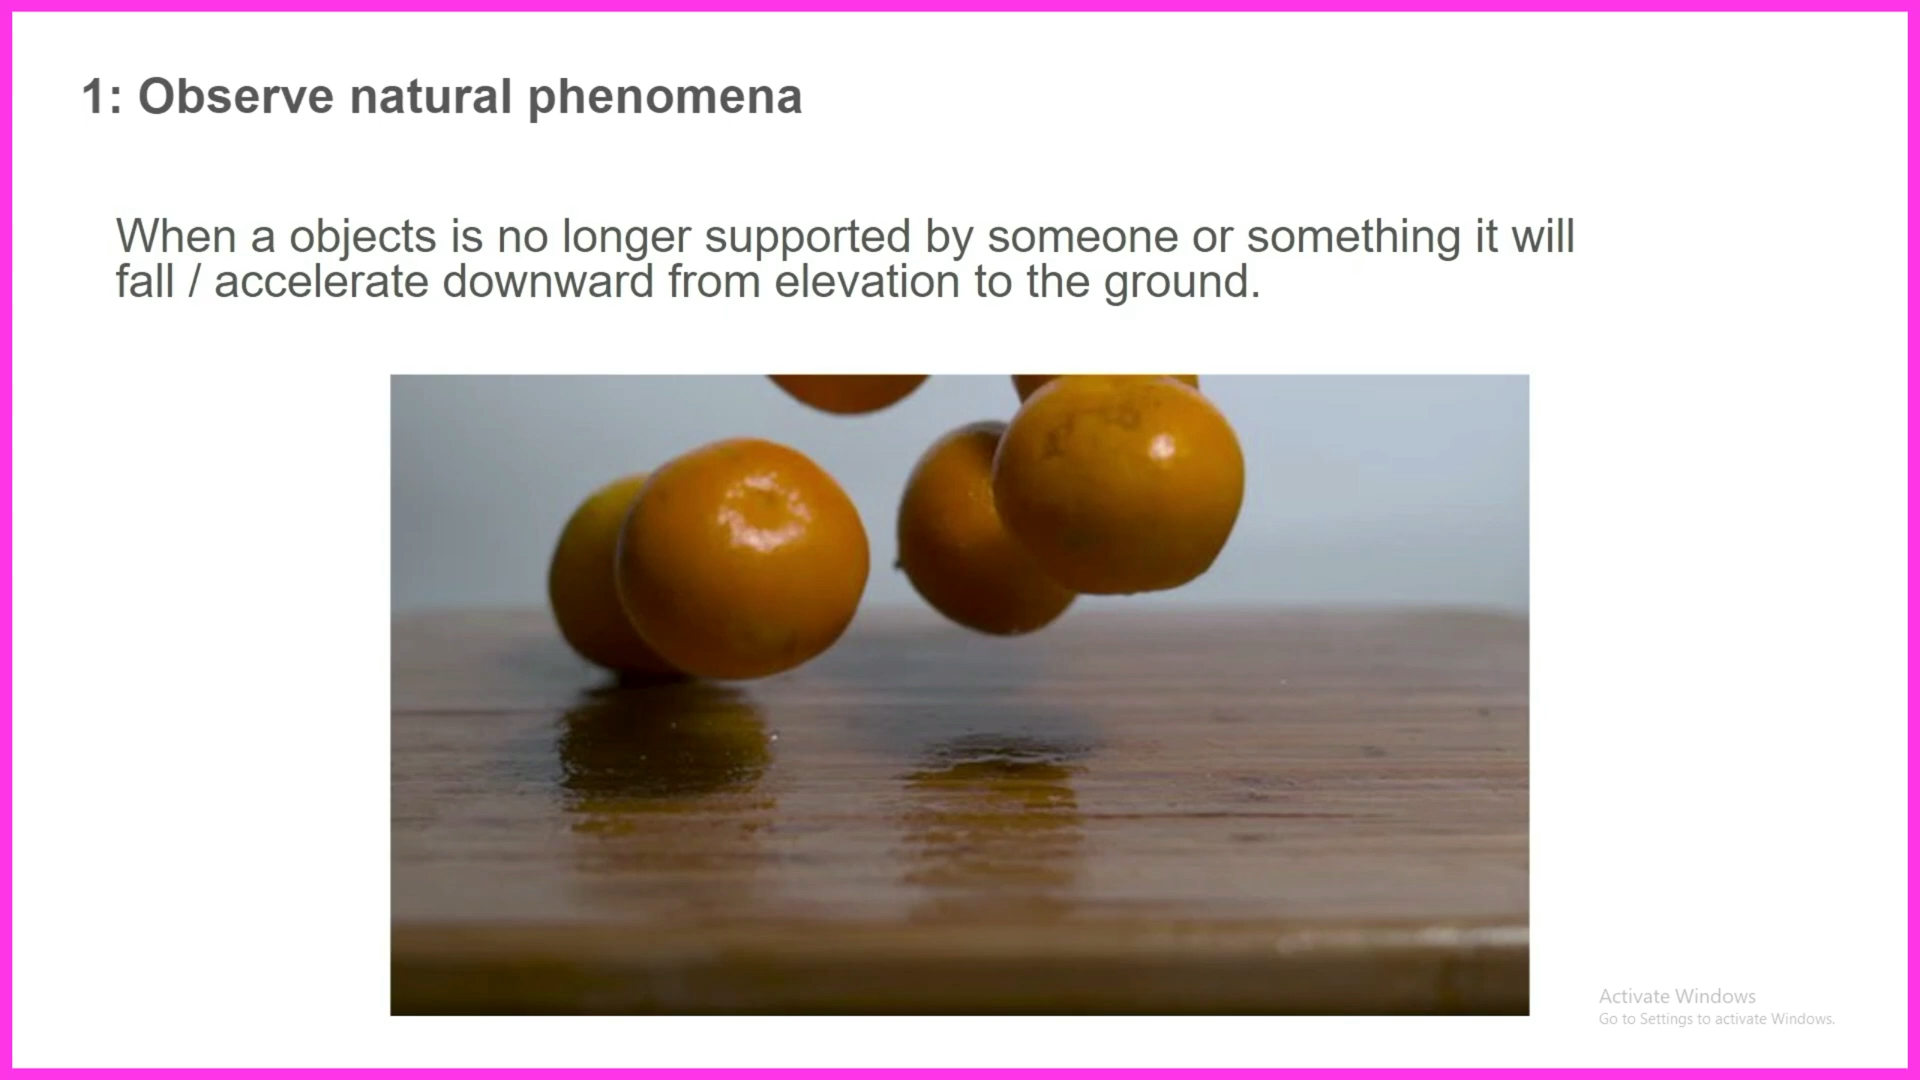 1: Observe natural phenomena
When a objects is no longer supported by someone or something it will
fall / accelerate downward from elevation to the ground.
Activate Windows
Go to Settings to activate Windows.